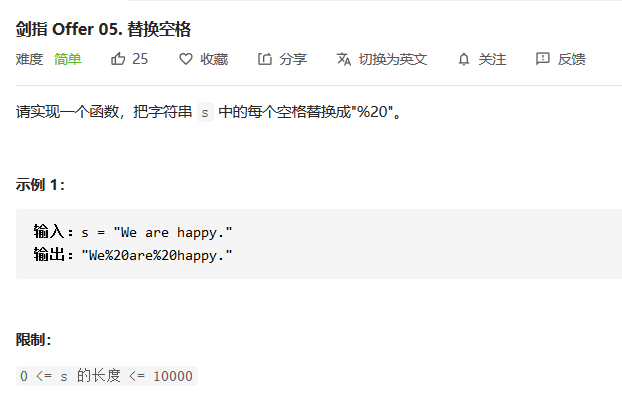 剑指 Offer 05. 替换空格
难度 简单 25 收藏 分享 切换为英文 关注 反馈
请实现一个函数，把字符串 s 中的每个空格替换成"%20"。
示例 1：
输入：s = "We are happy."
输出："We%20are%20happy."
限制：
0 <= s 的长度 <= 10000